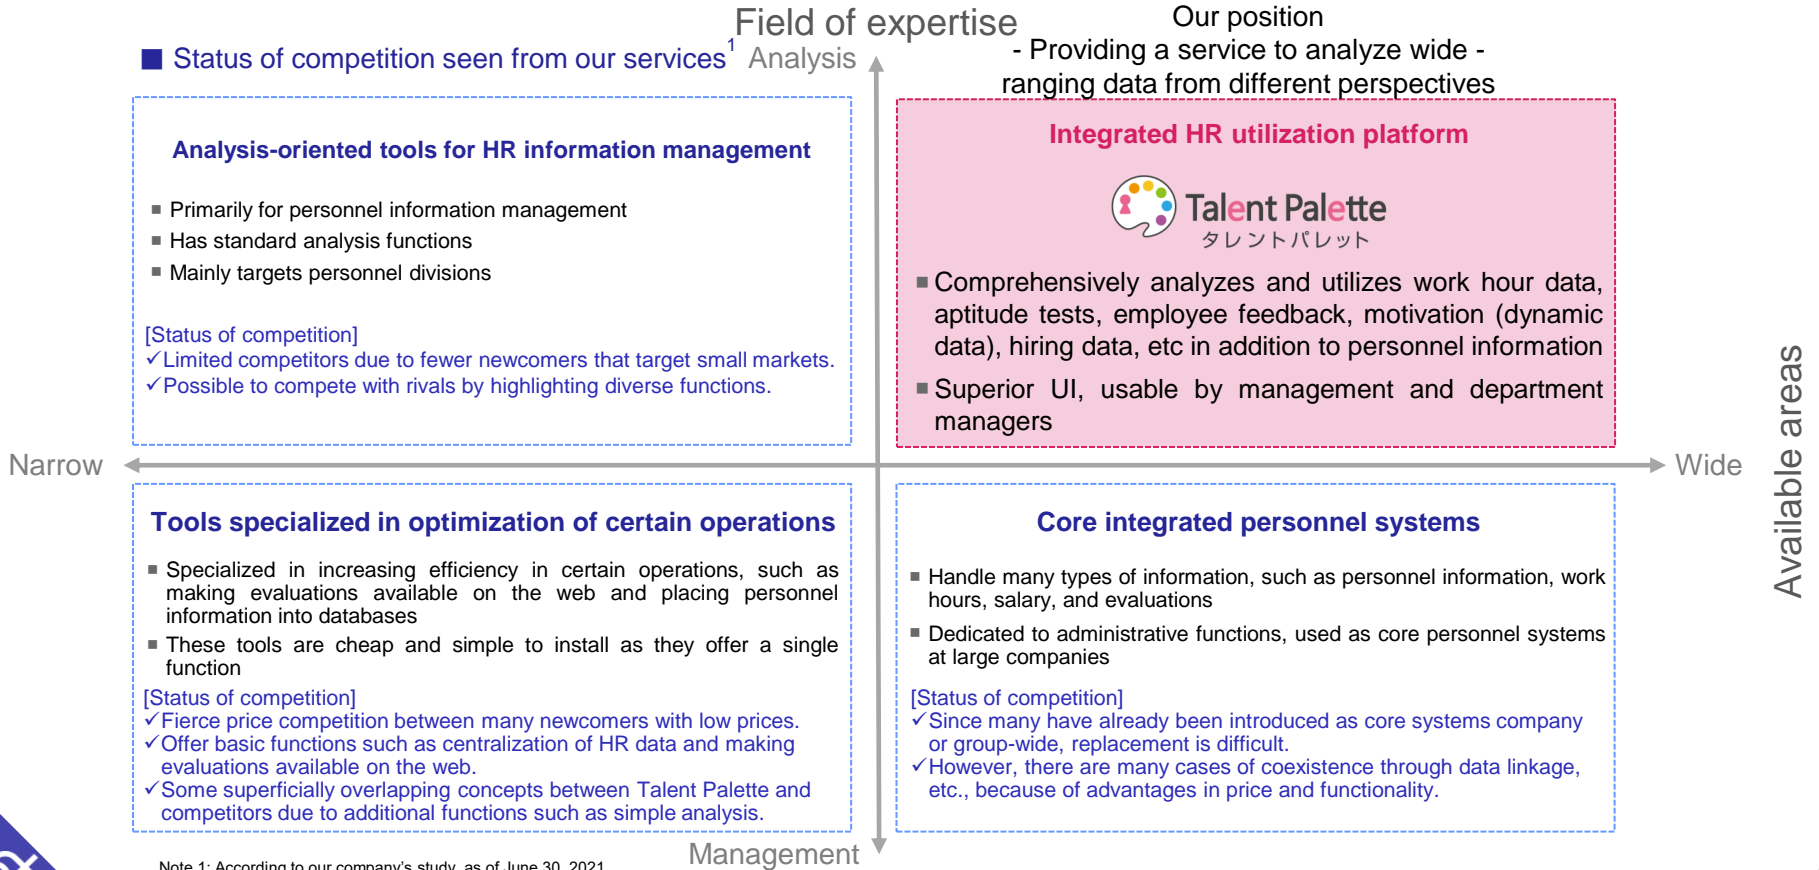 Field of expertise
Our position
- Providing a service to analyze wide -
ranging data from different perspectives
■ Status of competition seen from our services1
Analysis
Analysis-oriented tools for HR information management
■ Primarily for personnel information management
■ Has standard analysis functions
■ Mainly targets personnel divisions
[Status of competition]
✓Limited competitors due to fewer newcomers that target small markets.
✓Possible to compete with rivals by highlighting diverse functions.
Integrated HR utilization platform
Talent Palette
タレントパレット
■ Comprehensively analyzes and utilizes work hour data,
aptitude tests, employee feedback, motivation (dynamic
data), hiring data, etc in addition to personnel information
■ Superior UI, usable by management and department
managers
Narrow
Wide
Available areas
Tools specialized in optimization of certain operations
■ Specialized in increasing efficiency in certain operations, such as
making evaluations available on the web and placing personnel
information into databases
■ These tools are cheap and simple to install as they offer a single
function
[Status of competition]
✓Fierce price competition between many newcomers with low prices.
✓Offer basic functions such as centralization of HR data and making
evaluations available on the web.
✓Some superficially overlapping concepts between Talent Palette and
competitors due to additional functions such as simple analysis.
Core integrated personnel systems
■ Handle many types of information, such as personnel information, work
hours, salary, and evaluations
■ Dedicated to administrative functions, used as core personnel systems
at large companies
[Status of competition]
✓Since many have already been introduced as core systems company
or group-wide, replacement is difficult.
✓However, there are many cases of coexistence through data linkage,
etc., because of advantages in price and functionality.
Management
Note 1: According to our company's study, as of June 30, 2021